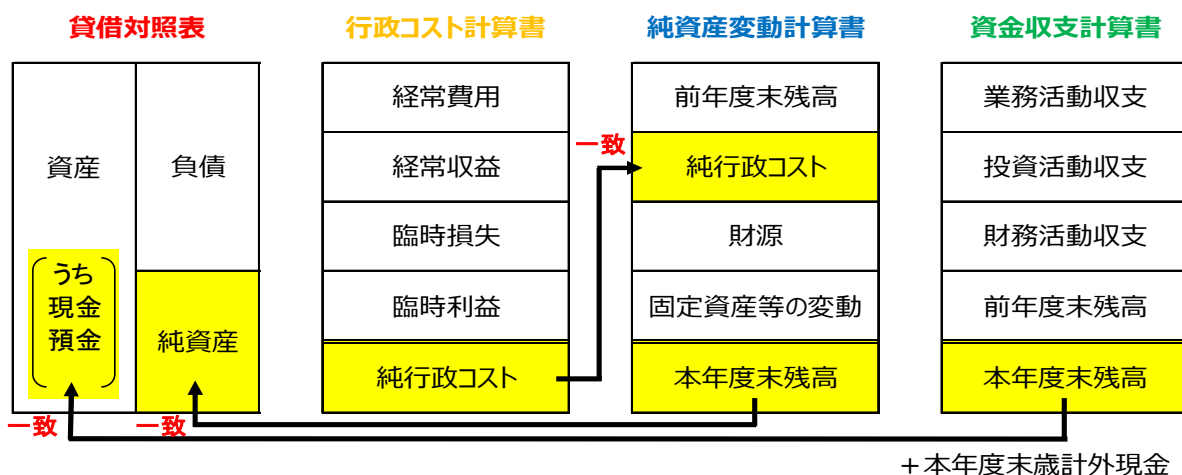 貸借対照表
行政コスト計算書
純資産変動計算書
資金収支計算書
資産
負債
うち
現金
預金
純資産
経常費用
経常収益
臨時損失
臨時利益
純行政コスト
一致
前年度末残高
純行政コスト
財源
固定資産等の変動
本年度末残高
業務活動収支
投資活動収支
財務活動収支
前年度末残高
本年度末残高
一致
一致
+本年度末歳計外現金